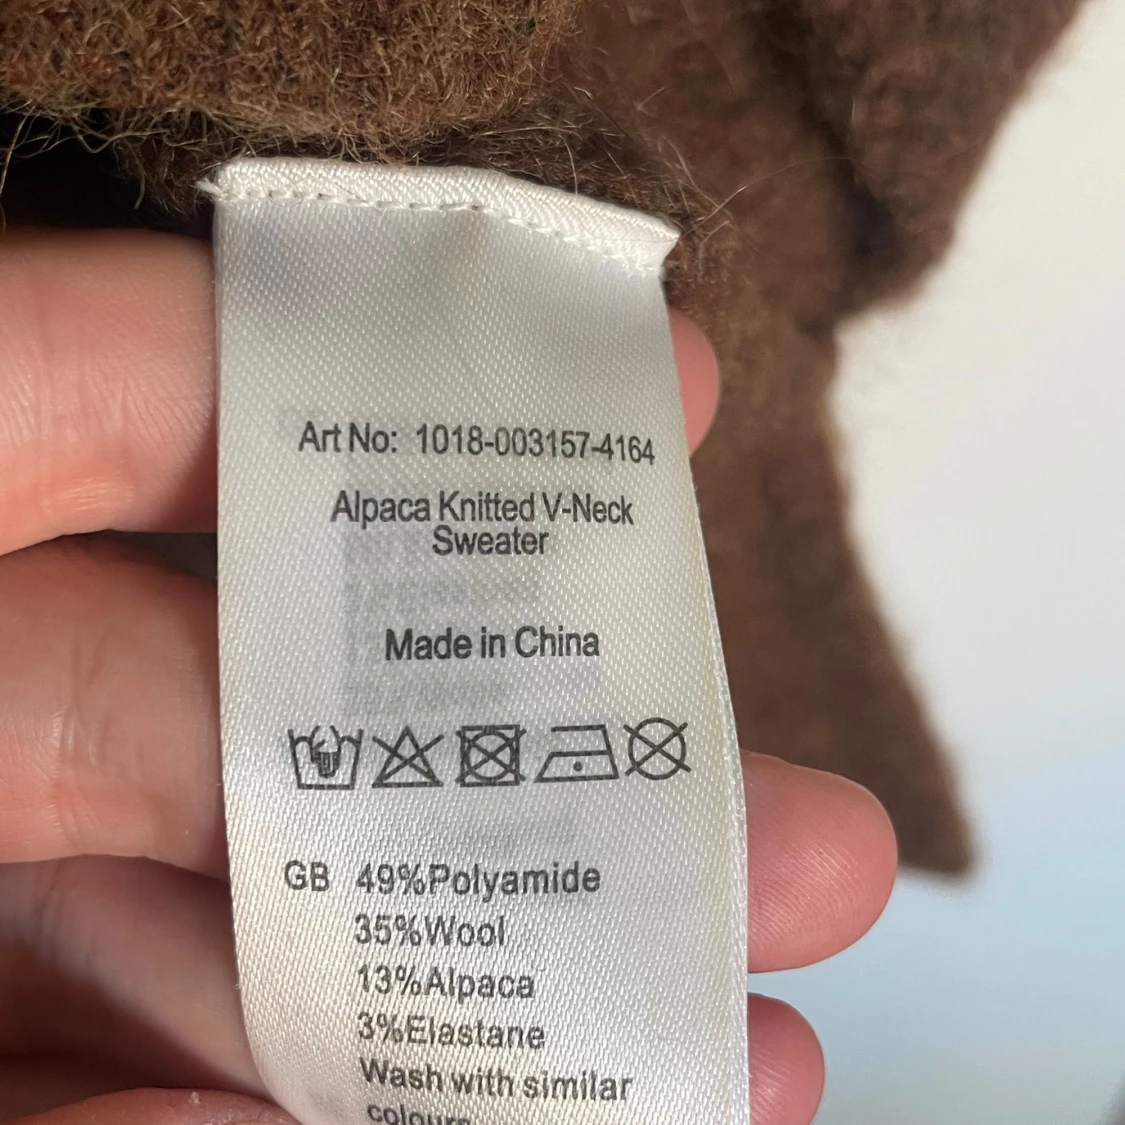 Art No: 1018-003157-4164
Alpaca Knitted V-Neck
Sweater
Made in China
GB 49%Polyamide
35%Wool
13%Alpaca
3%Elastane
Wash with similar
colours